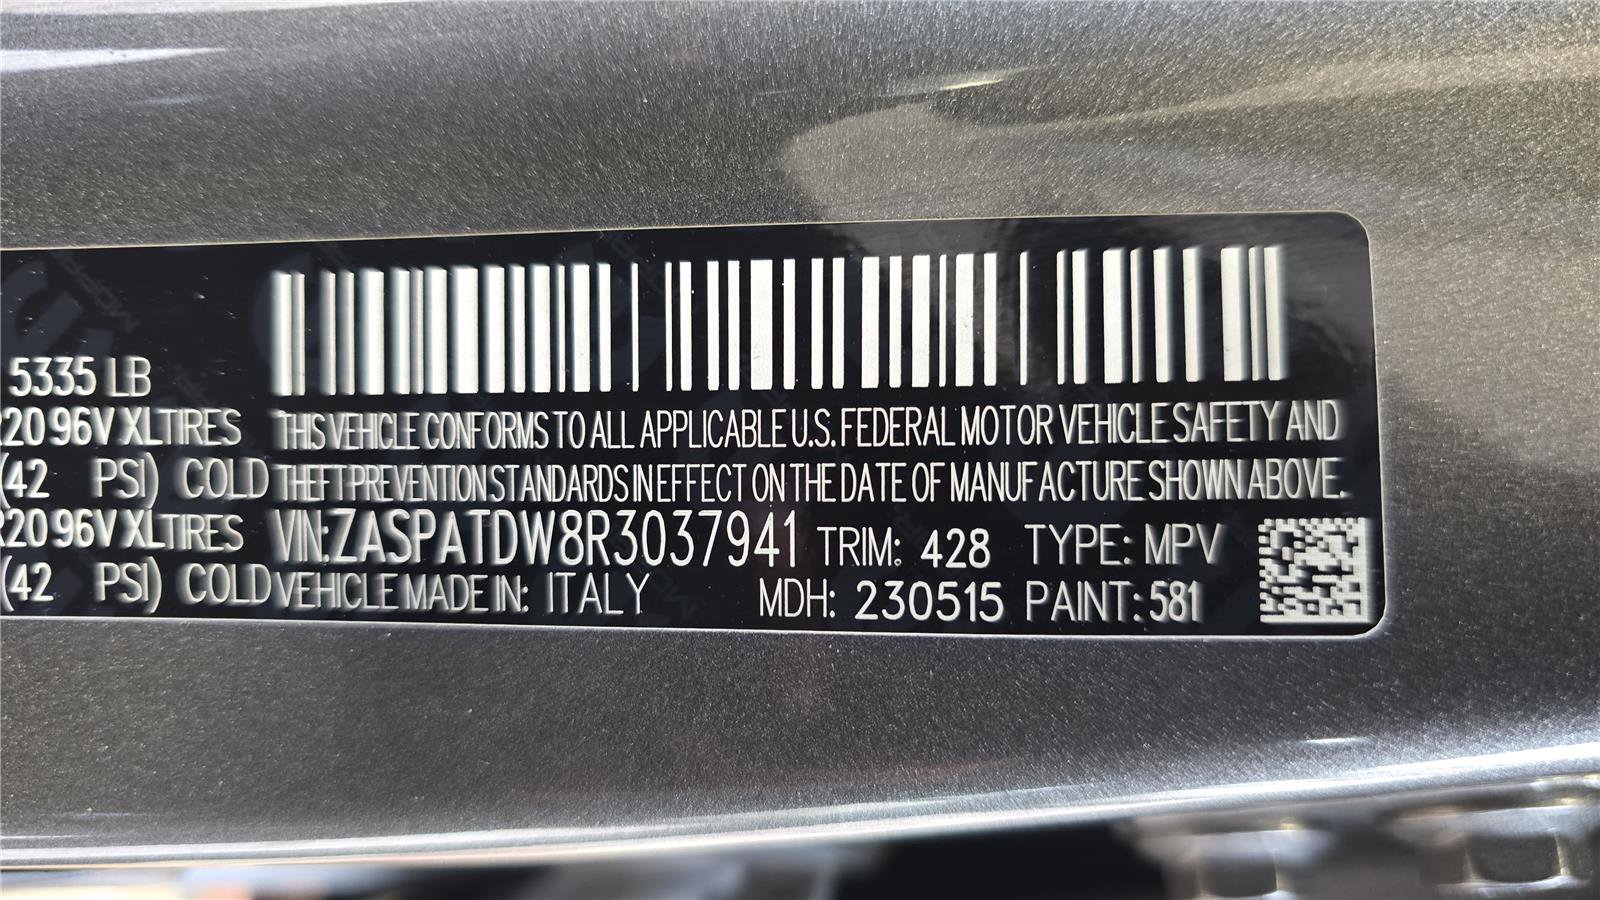 5335 LB
R20 96V XL TIRES
(42 PSI) COLD
R20 96V XL TIRES
(42 PSI) COLD
THIS VEHICLE CONFORMS TO ALL APPLICABLE U.S. FEDERAL MOTOR VEHICLE SAFETY AND
THEFT PREVENTION STANDARDS IN EFFECT ON THE DATE OF MANUFACTURE SHOWN ABOVE.
VIN: ZASPATDW8R3037941 TRIM: 428 TYPE: MPV
VEHICLE MADE IN: ITALY MDH: 230515 PAINT: 581